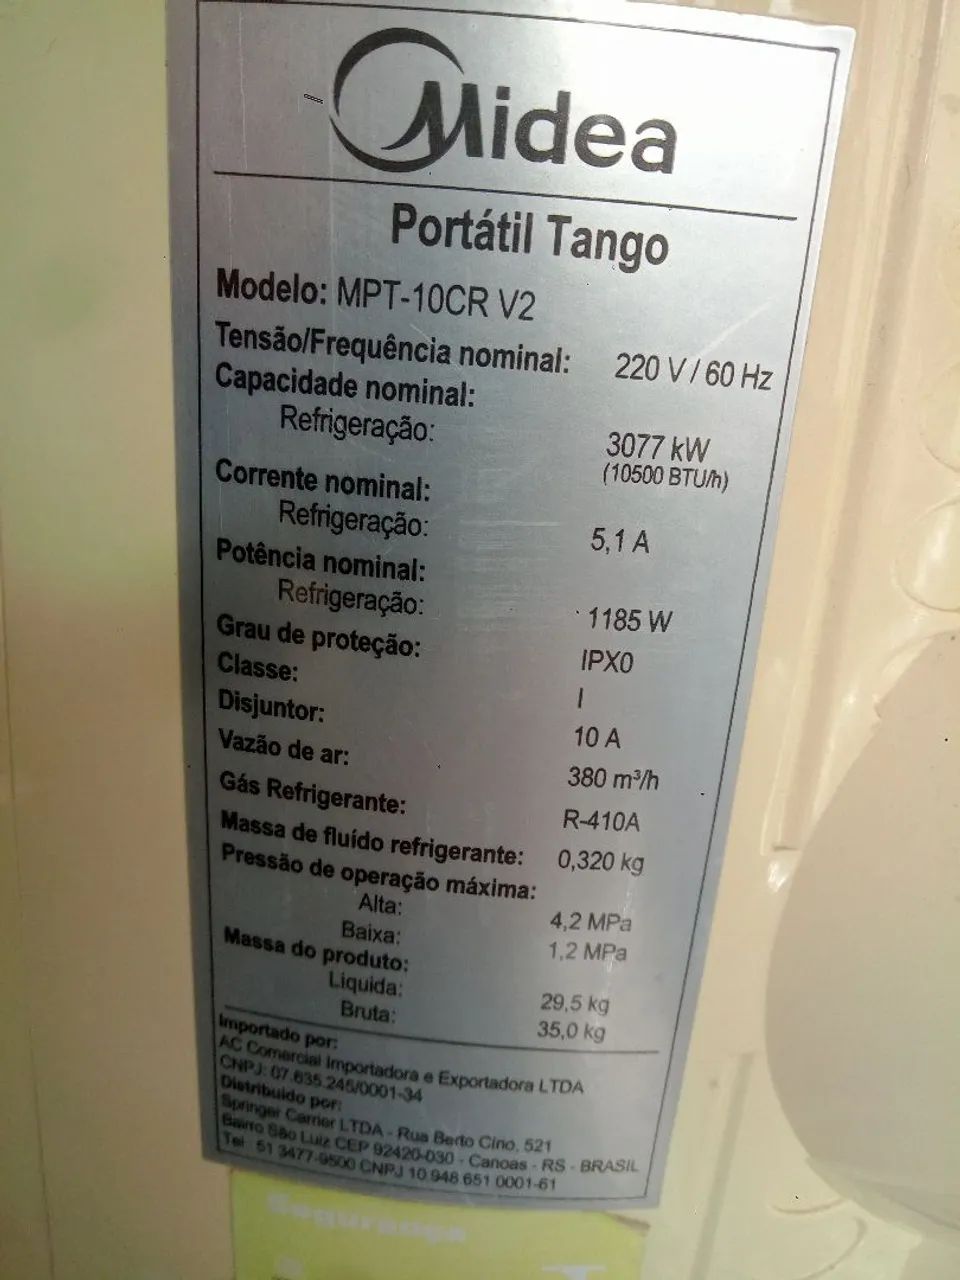 Midea
Portátil Tango
Modelo: MPT-10CR V2
Tensão/Frequência nominal: 220 V / 60 Hz
Capacidade nominal:
Refrigeração: 3077 kW
(10500 BTU/h)
Corrente nominal:
Refrigeração: 5,1 A
Potência nominal:
Refrigeração: 1185 W
Grau de proteção: IPX0
Classe: I
Disjuntor: 10 A
Vazão de ar: 380 m³/h
Gás Refrigerante: R-410A
Massa de fluído refrigerante: 0,320 kg
Pressão de operação máxima:
Alta: 4,2 MPa
Baixa: 1,2 MPa
Massa do produto:
Liquida: 29,5 kg
Bruta: 35,0 kg
Importado por:
AC Comercial Importadora e Exportadora LTDA
CNPJ: 07.635.245/0001-34
Distribuido por:
Springer Carrier LTDA - Rua Berto Cirio, 521
Bairro São Luiz CEP 92420-030 - Canoas - RS - BRASIL
Tel 51 3477-9500 CNPJ 10 948 651 0001-61
Segurança